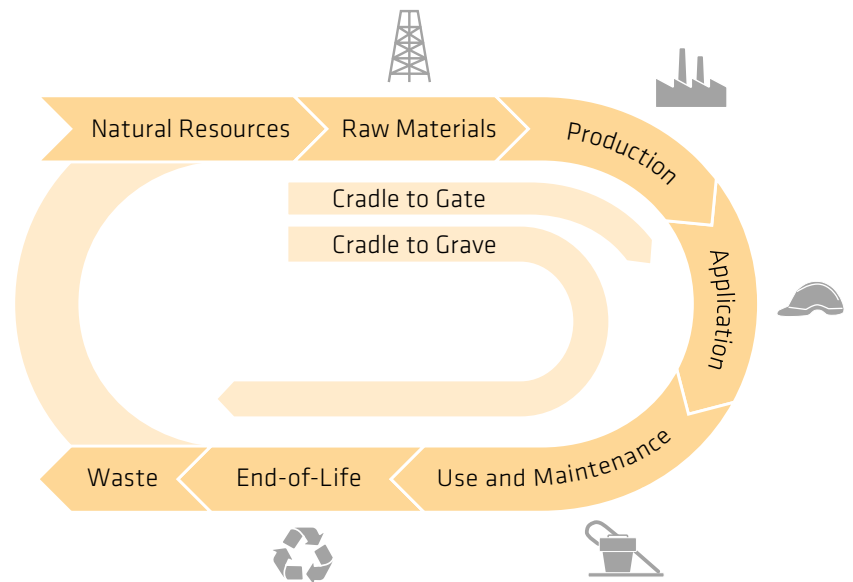 Natural Resources
Raw Materials
Production
Cradle to Gate
Cradle to Grave
Application
Use and Maintenance
End-of-Life
Waste